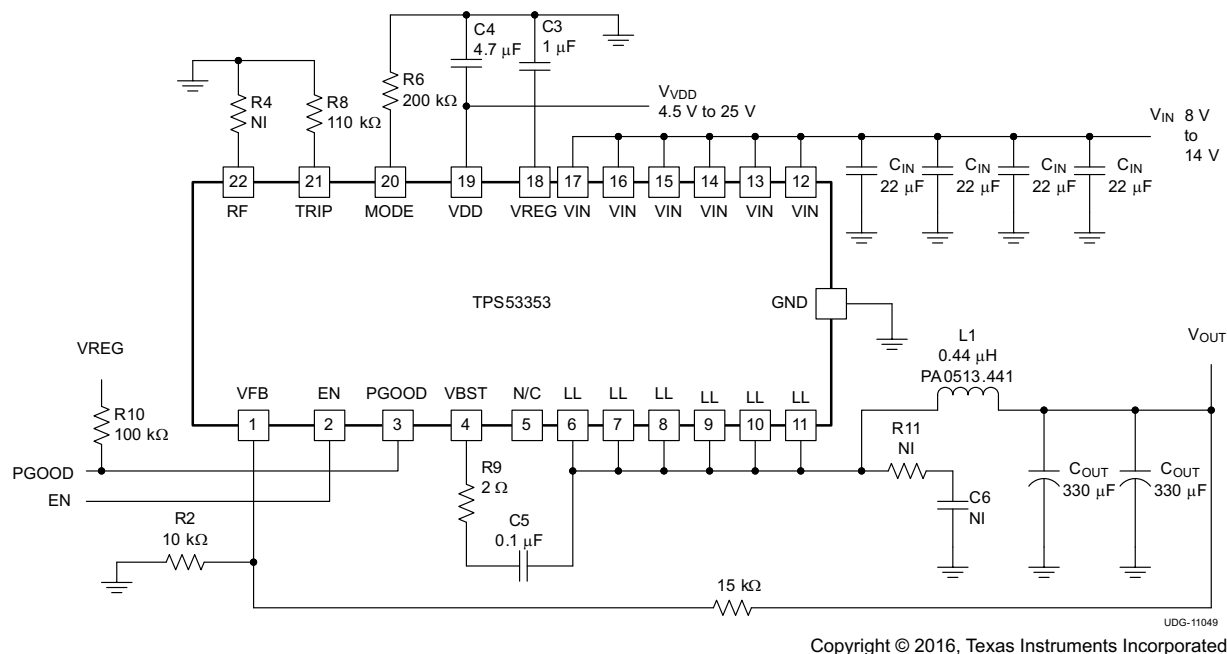 C4
4.7 µF
C3
1 µF
R6
200 kΩ
R4
NI
R8
110 kΩ
VVDD
4.5 V to 25 V
VIN 8 V
to
14 V
CIN
22 µF
CIN
22 µF
CIN
22 µF
CIN
22 µF
22
21
20
19
18
17
16
15
14
13
12
RF
TRIP
MODE
VDD
VREG
VIN
VIN
VIN
VIN
VIN
VIN
TPS53353
GND
VREG
R10
100 kΩ
PGOOD
EN
VFB
EN
PGOOD
VBST
N/C
LL
LL
LL
LL
LL
LL
1
2
3
4
5
6
7
8
9
10
11
L1
0.44 µH
PA0513.441
VOUT
R11
NI
C6
NI
COUT
330 µF
COUT
330 µF
R9
2 Ω
C5
0.1 µF
R2
10 kΩ
15 kΩ
UDG-11049
Copyright © 2016, Texas Instruments Incorporated